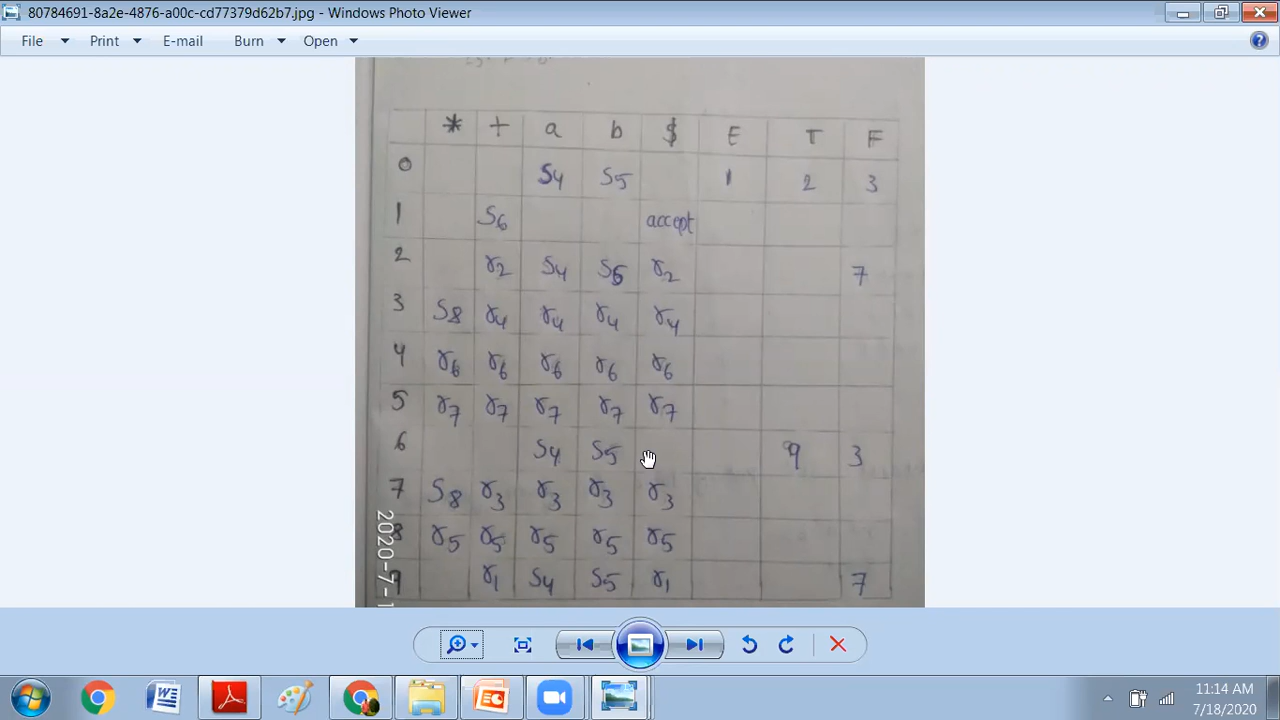 80784691-8a2e-4876-a00c-cd77379d62b7.jpg - Windows Photo Viewer
File Print E-mail Burn Open
* + a b $ E T F
0 S4 S5 1 2 3
1 S6 accept
2 r2 S4 S5 r2 7
3 S8 r4 r4 r4 r4
4 r6 r6 r6 r6 r6
5 r7 r7 r7 r7 r7
6 S4 S5 9 3
7 S8 r3 r3 r3 r3
8 r5 r5 r5 r5 r5
9 r1 S4 S5 r1 7
2020-7-1
11:14 AM
7/18/2020